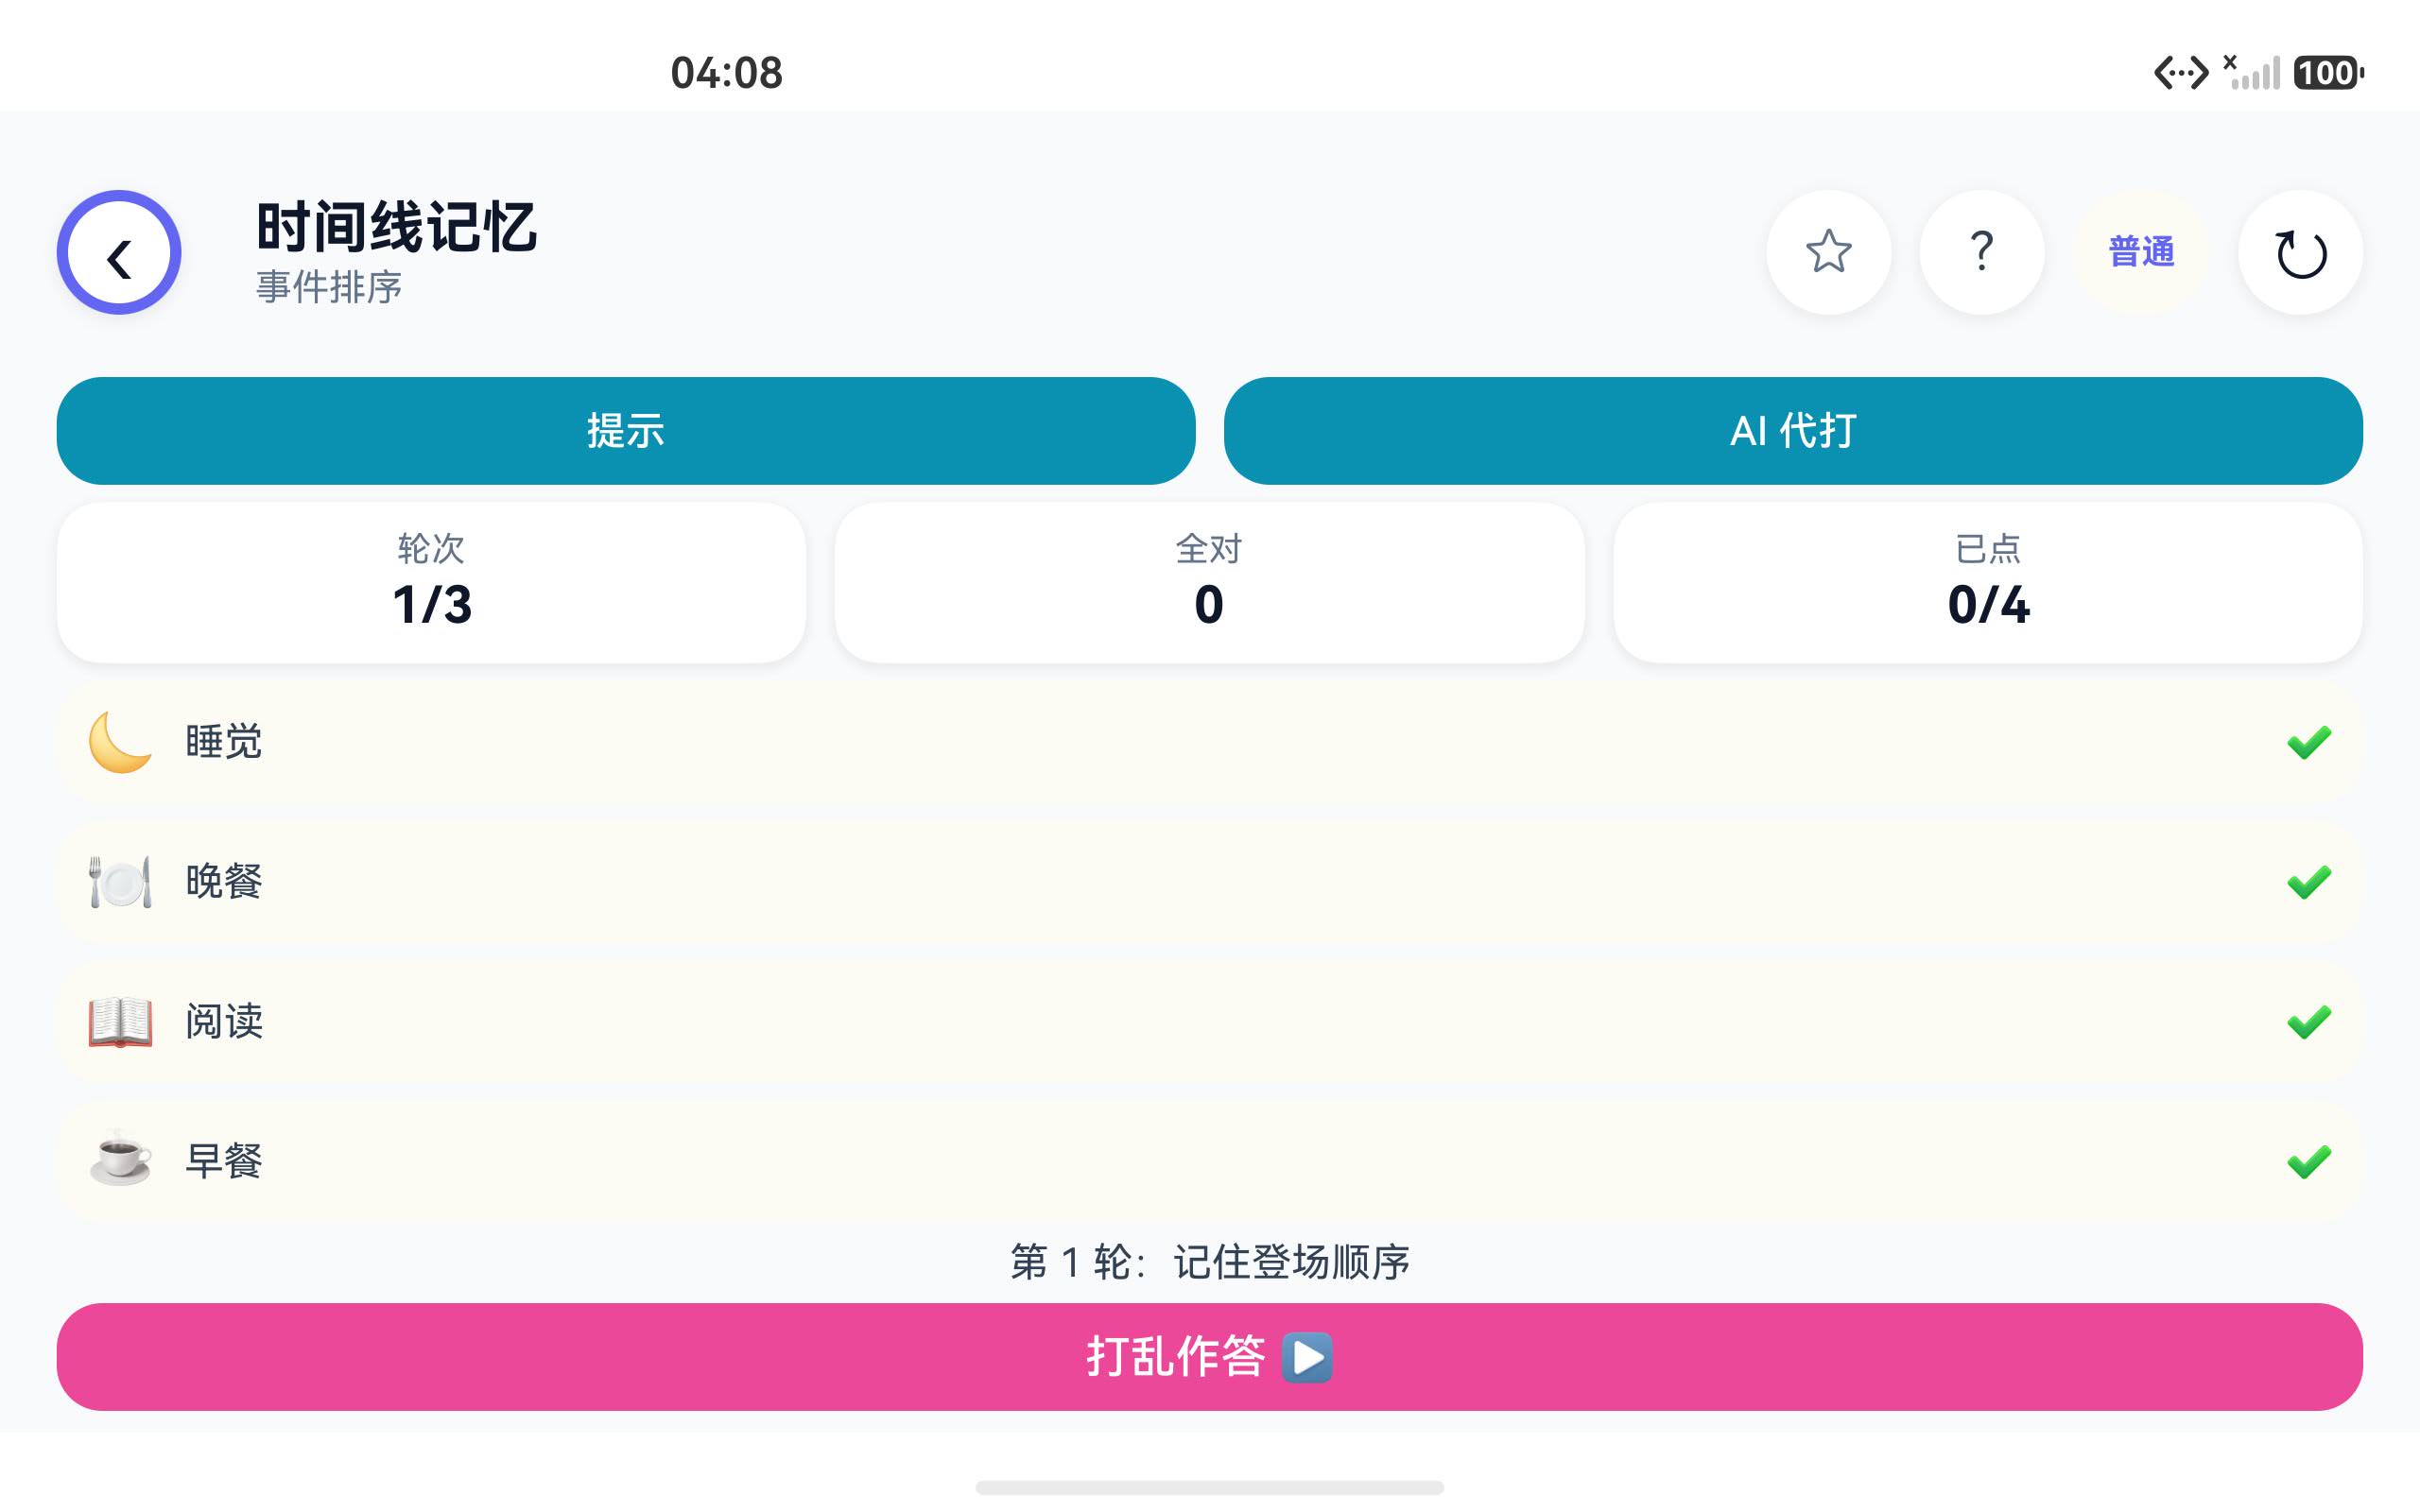 04:08
100
时间线记忆
事件排序
?
普通
提示
AI 代打
轮次
1/3
全对
0
已点
0/4
睡觉
晚餐
阅读
早餐
第 1 轮：记住登场顺序
打乱作答